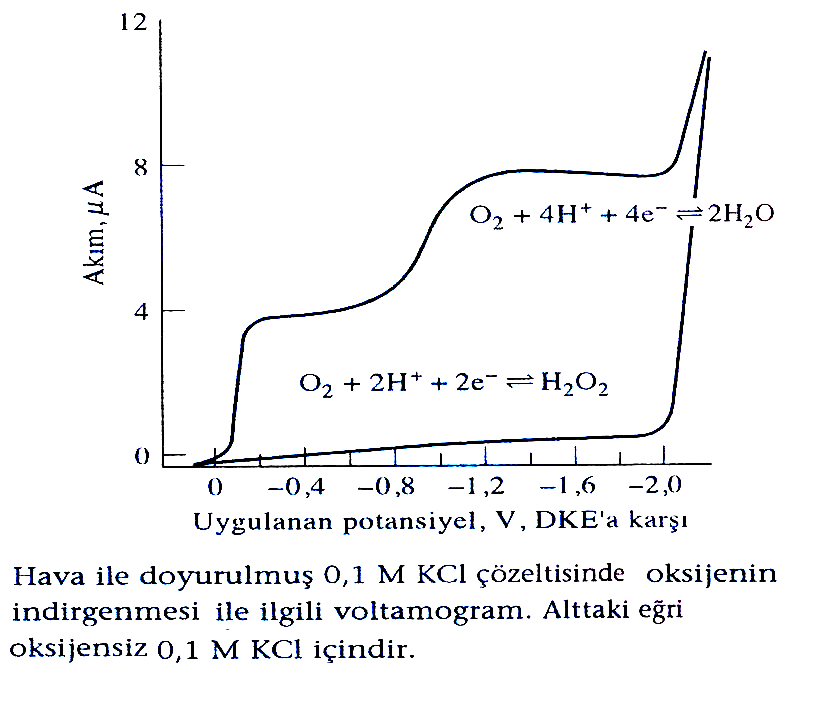 12
8
Akım, µA
O₂ + 4H⁺ + 4e⁻ ⇌ 2H₂O
4
O₂ + 2H⁺ + 2e⁻ ⇌ H₂O₂
0
0 −0,4 −0,8 −1,2 −1,6 −2,0
Uygulanan potansiyel, V, DKE'a karşı
Hava ile doyurulmuş 0,1 M KCl çözeltisinde oksijenin
indirgenmesi ile ilgili voltamogram. Alttaki eğri
oksijensiz 0,1 M KCl içindir.